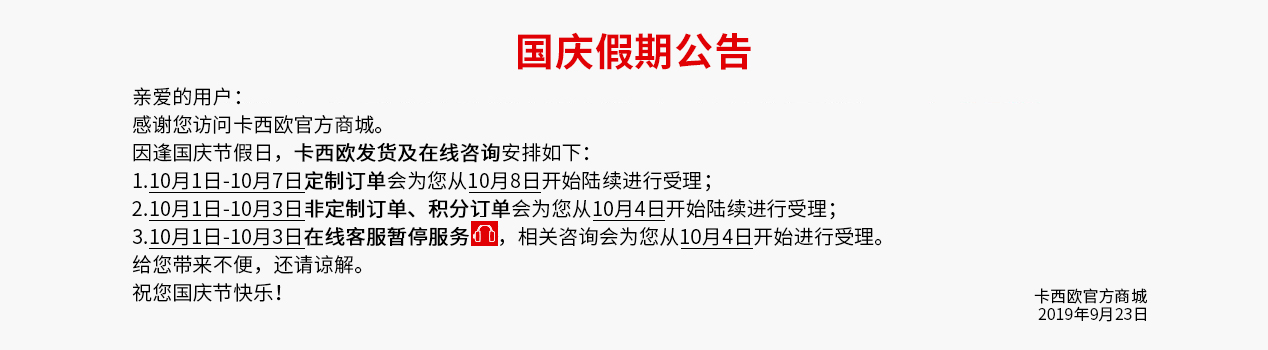 国庆假期公告
亲爱的用户：
感谢您访问卡西欧官方商城。
因逢国庆节假日，卡西欧发货及在线咨询安排如下：
1.10月1日-10月7日定制订单会为您从10月8日开始陆续进行受理；
2.10月1日-10月3日非定制订单、积分订单会为您从10月4日开始陆续进行受理；
3.10月1日-10月3日在线客服暂停服务，相关咨询会为您从10月4日开始进行受理。
给您带来不便，还请谅解。
祝您国庆节快乐！
卡西欧官方商城
2019年9月23日